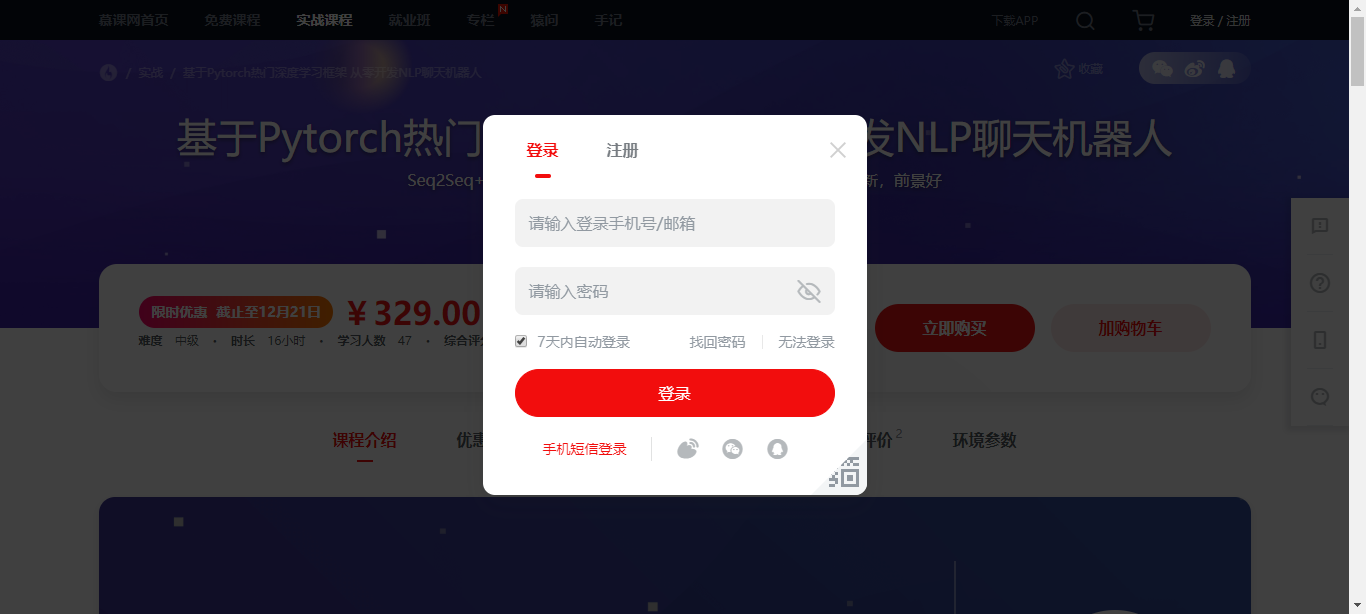 慕课网首页 免费课程 实战课程 就业班 专栏 N 猿问 手记 下载APP 登录 / 注册
/ 实战 / 基于Pytorch热门深度学习框架 从零开发NLP聊天机器人 收藏
基于Pytorch热门 发NLP聊天机器人
Seq2Seq+ 新，前景好
登录 注册
请输入登录手机号/邮箱
请输入密码
7天内自动登录 找回密码 无法登录
登录
手机短信登录
限时优惠 截止至12月21日 ￥329.00
难度 中级 · 时长 16小时 · 学习人数 47 · 综合评
立即购买 加购物车
课程介绍 优惠 评价 2 环境参数